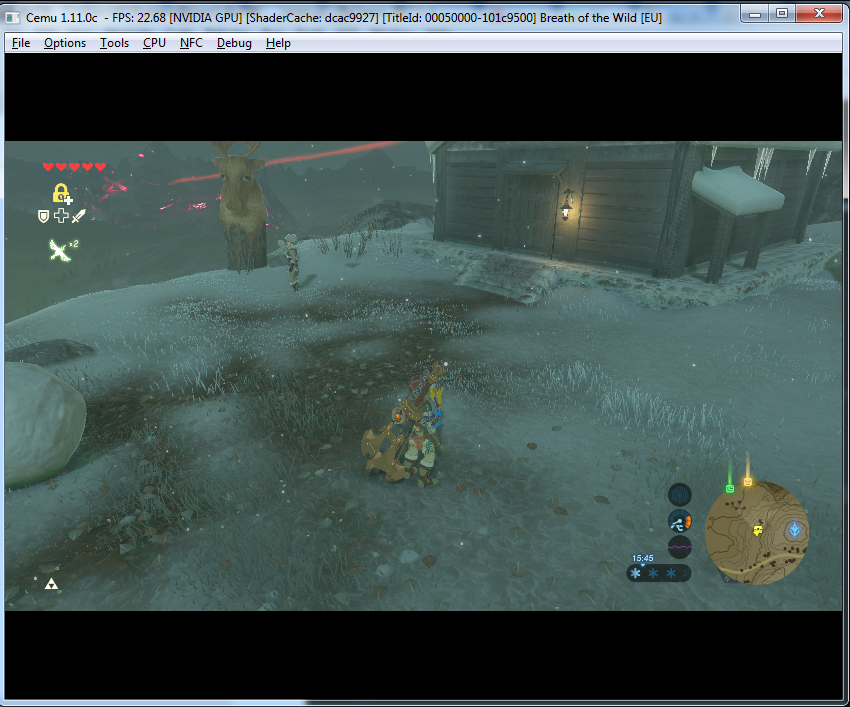 Cemu 1.11.0c - FPS: 22.68 [NVIDIA GPU] [ShaderCache: dcac9927] [TitleId: 00050000-101c9500] Breath of the Wild [EU]
File Options Tools CPU NFC Debug Help
×2
15:45